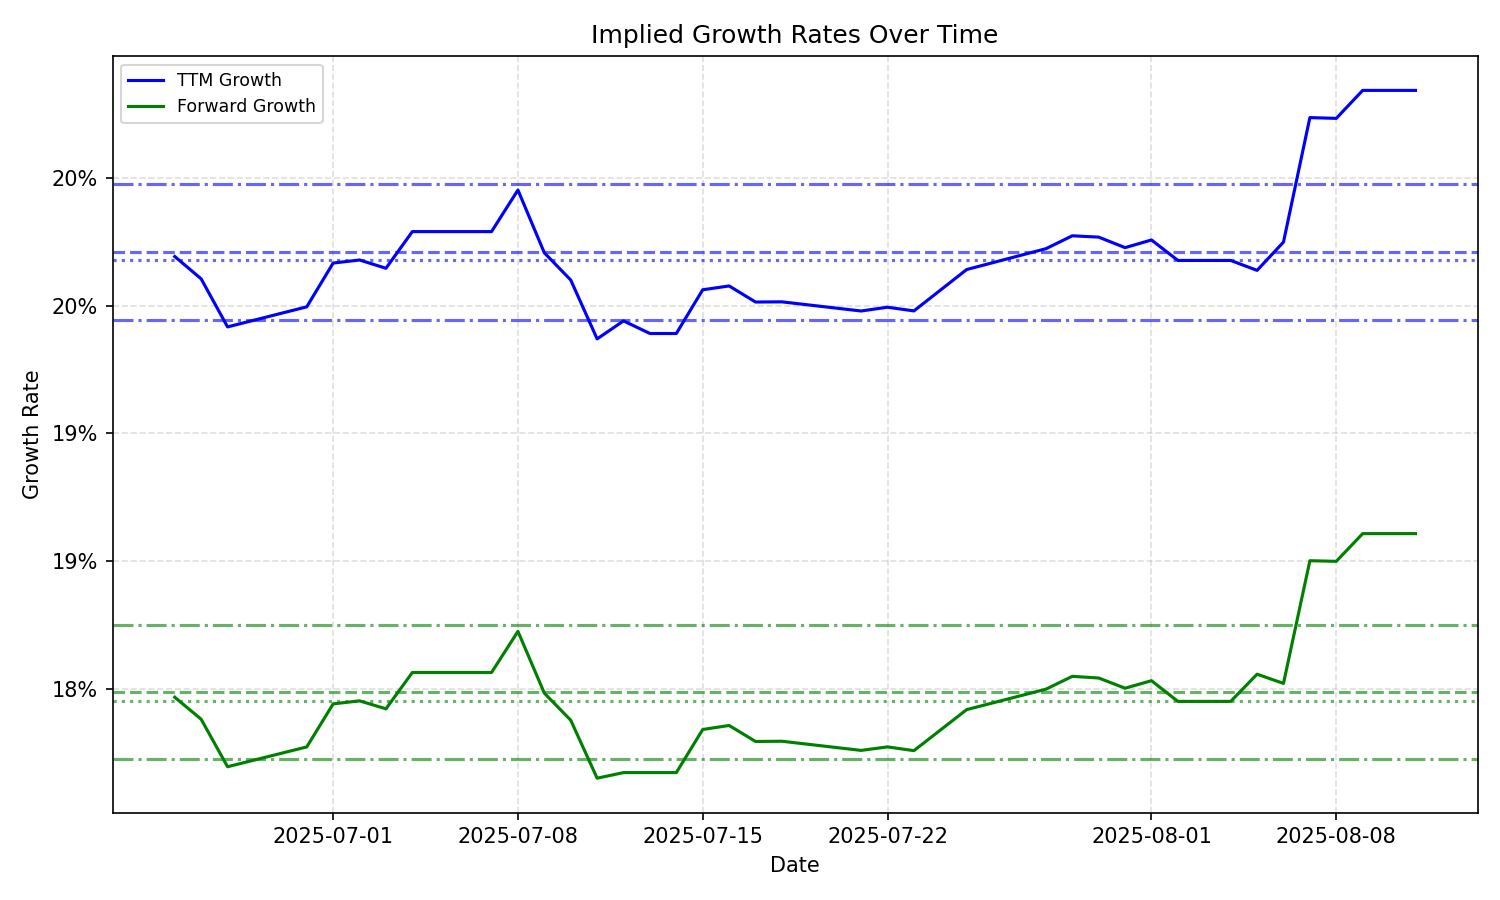 Implied Growth Rates Over Time
TTM Growth
Forward Growth
20%
20%
19%
19%
18%
Growth Rate
2025-07-01
2025-07-08
2025-07-15
2025-07-22
2025-08-01
2025-08-08
Date